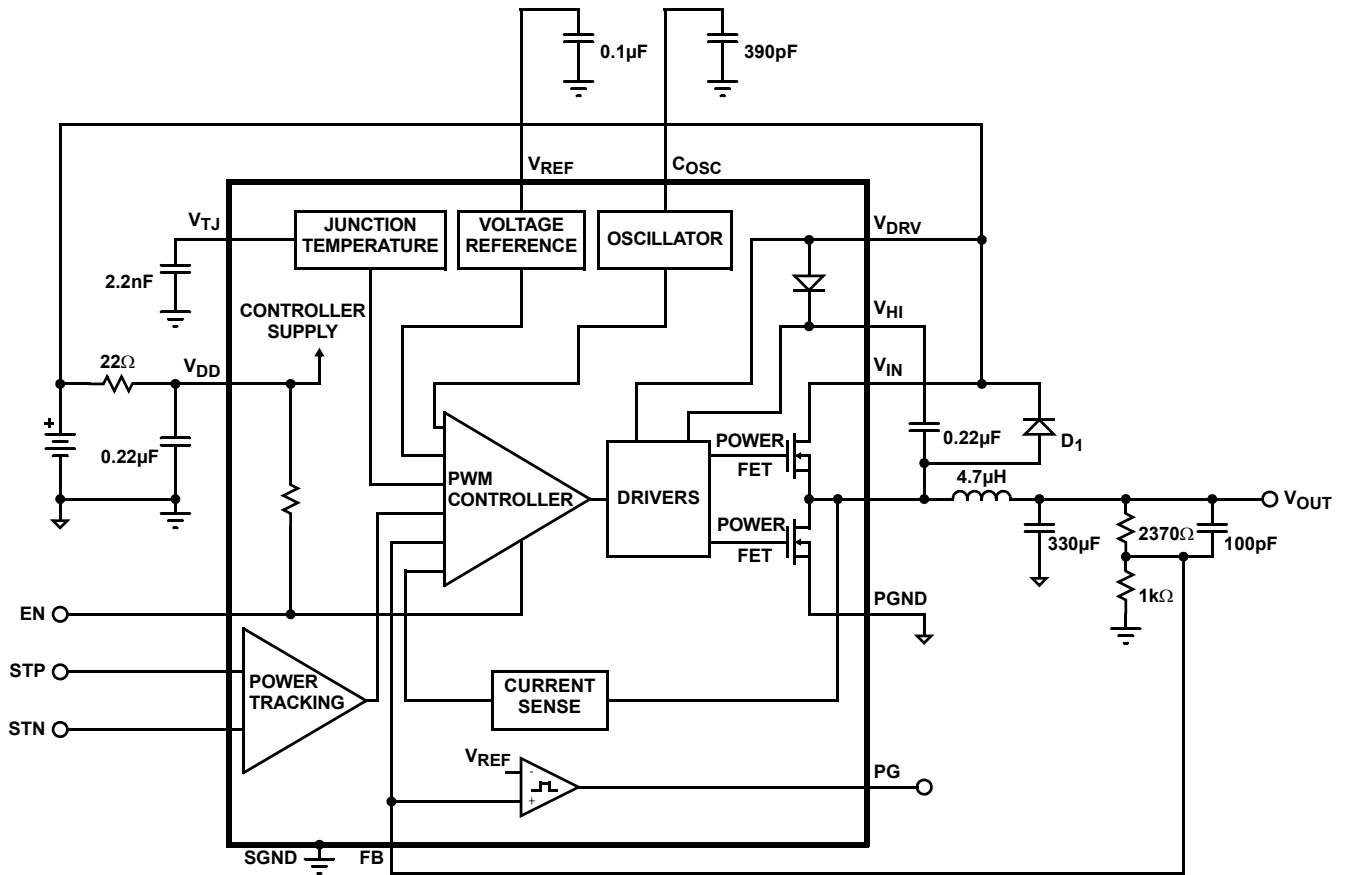 0.1µF
390pF
VREF
COSC
VTJ
JUNCTION
TEMPERATURE
VOLTAGE
REFERENCE
OSCILLATOR
VDRV
2.2nF
CONTROLLER
SUPPLY
VHI
22Ω
VDD
VIN
+
0.22µF
POWER
FET
0.22µF
D1
PWM
CONTROLLER
DRIVERS
4.7µH
VOUT
POWER
FET
330µF
2370Ω
100pF
1kΩ
EN
PGND
STP
POWER
TRACKING
CURRENT
SENSE
STN
VREF
-
+
PG
SGND
FB